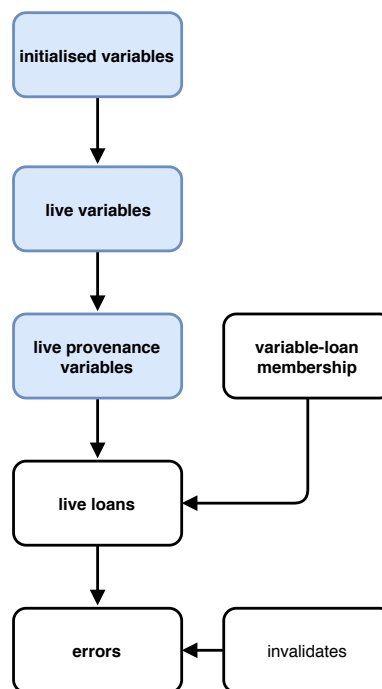 initialised variables
live variables
live provenance
variables
variable-loan
membership
live loans
errors
invalidates